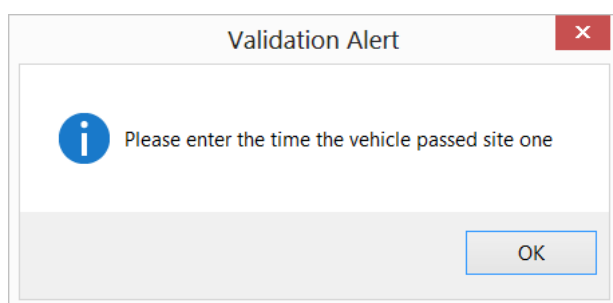 Validation Alert
Please enter the time the vehicle passed site one
OK